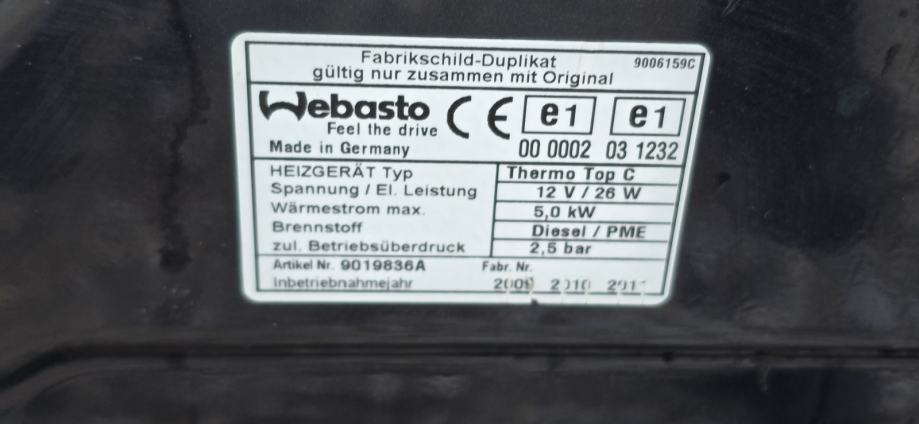 Fabrikschild-Duplikat 9006159C
gültig nur zusammen mit Original
Webasto
Feel the drive
CE e1 e1
Made in Germany 00 0002 03 1232
HEIZGERÄT Typ Thermo Top C
Spannung / El. Leistung 12 V / 26 W
Wärmestrom max. 5,0 kW
Brennstoff Diesel / PME
zul. Betriebsüberdruck 2,5 bar
Artikel Nr. 9019836A Fabr. Nr.
Inbetriebnahmejahr 2009 2010